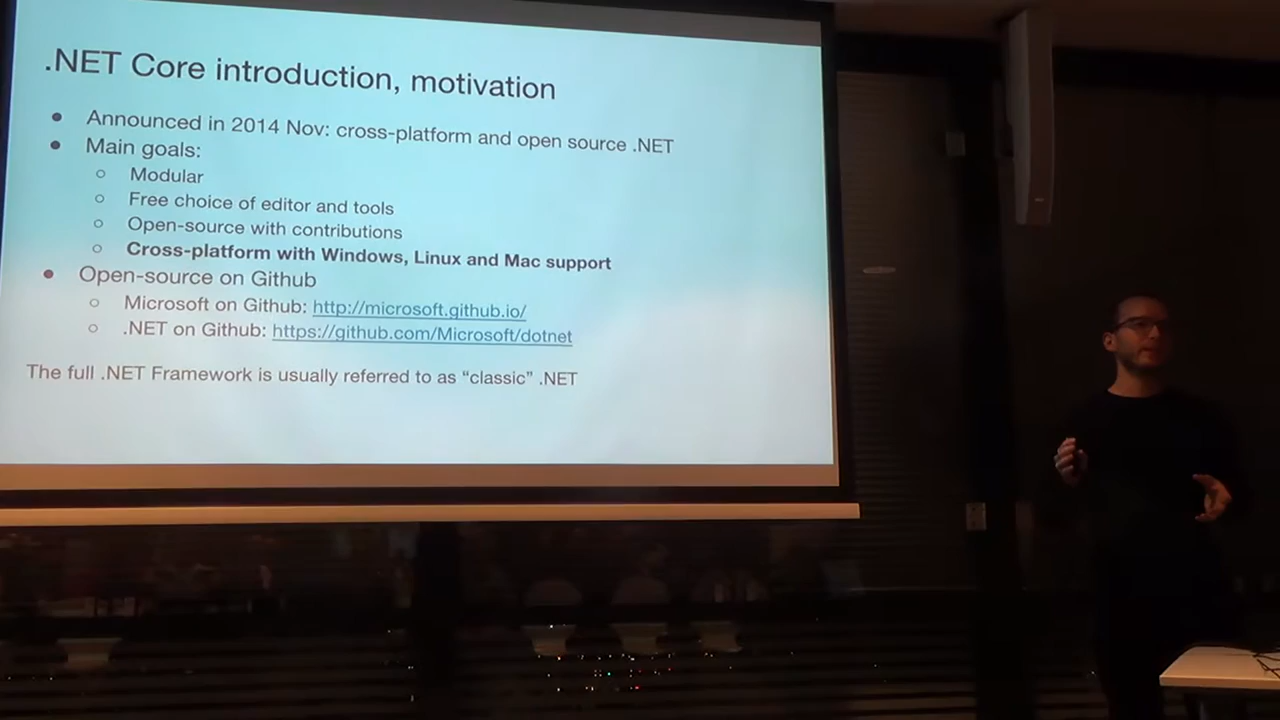 .NET Core introduction, motivation
● Announced in 2014 Nov: cross-platform and open source .NET
● Main goals:
○ Modular
○ Free choice of editor and tools
○ Open-source with contributions
○ Cross-platform with Windows, Linux and Mac support
● Open-source on Github
○ Microsoft on Github: http://microsoft.github.io/
○ .NET on Github: https://github.com/Microsoft/dotnet
The full .NET Framework is usually referred to as “classic” .NET